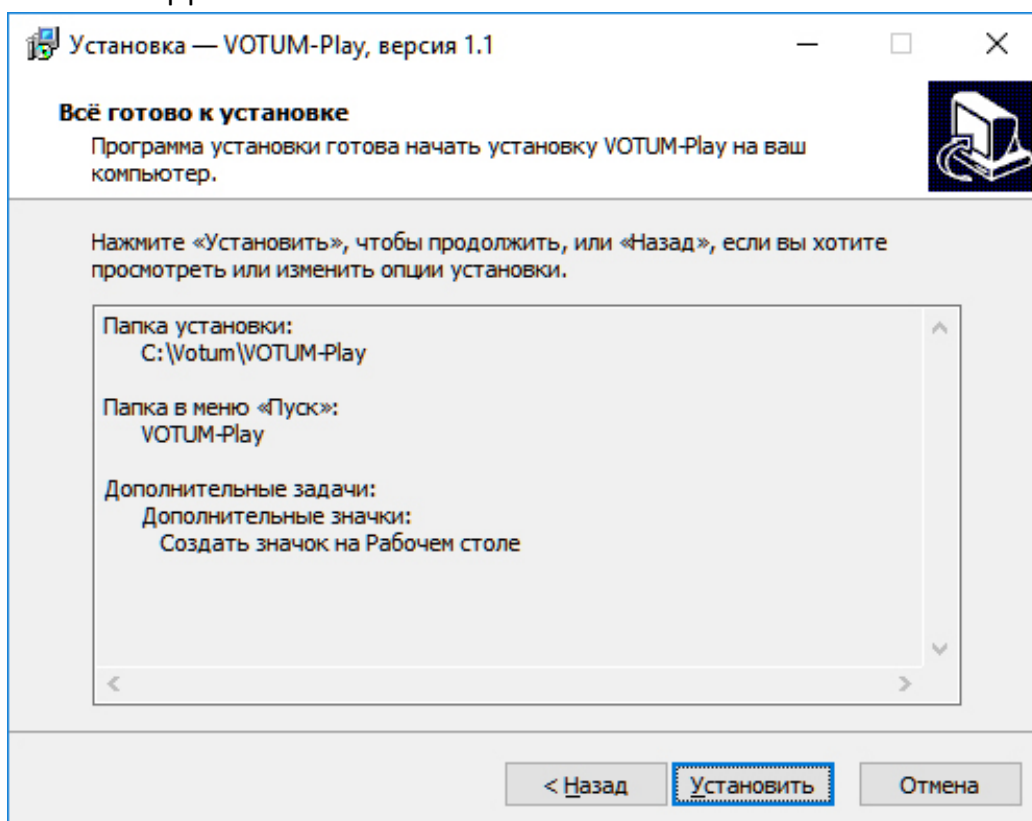 Установка — VOTUM-Play, версия 1.1
Всё готово к установке
Программа установки готова начать установку VOTUM-Play на ваш
компьютер.
Нажмите «Установить», чтобы продолжить, или «Назад», если вы хотите
просмотреть или изменить опции установки.
Папка установки:
C:\Votum\VOTUM-Play
Папка в меню «Пуск»:
VOTUM-Play
Дополнительные задачи:
Дополнительные значки:
Создать значок на Рабочем столе
< Назад
Установить
Отмена